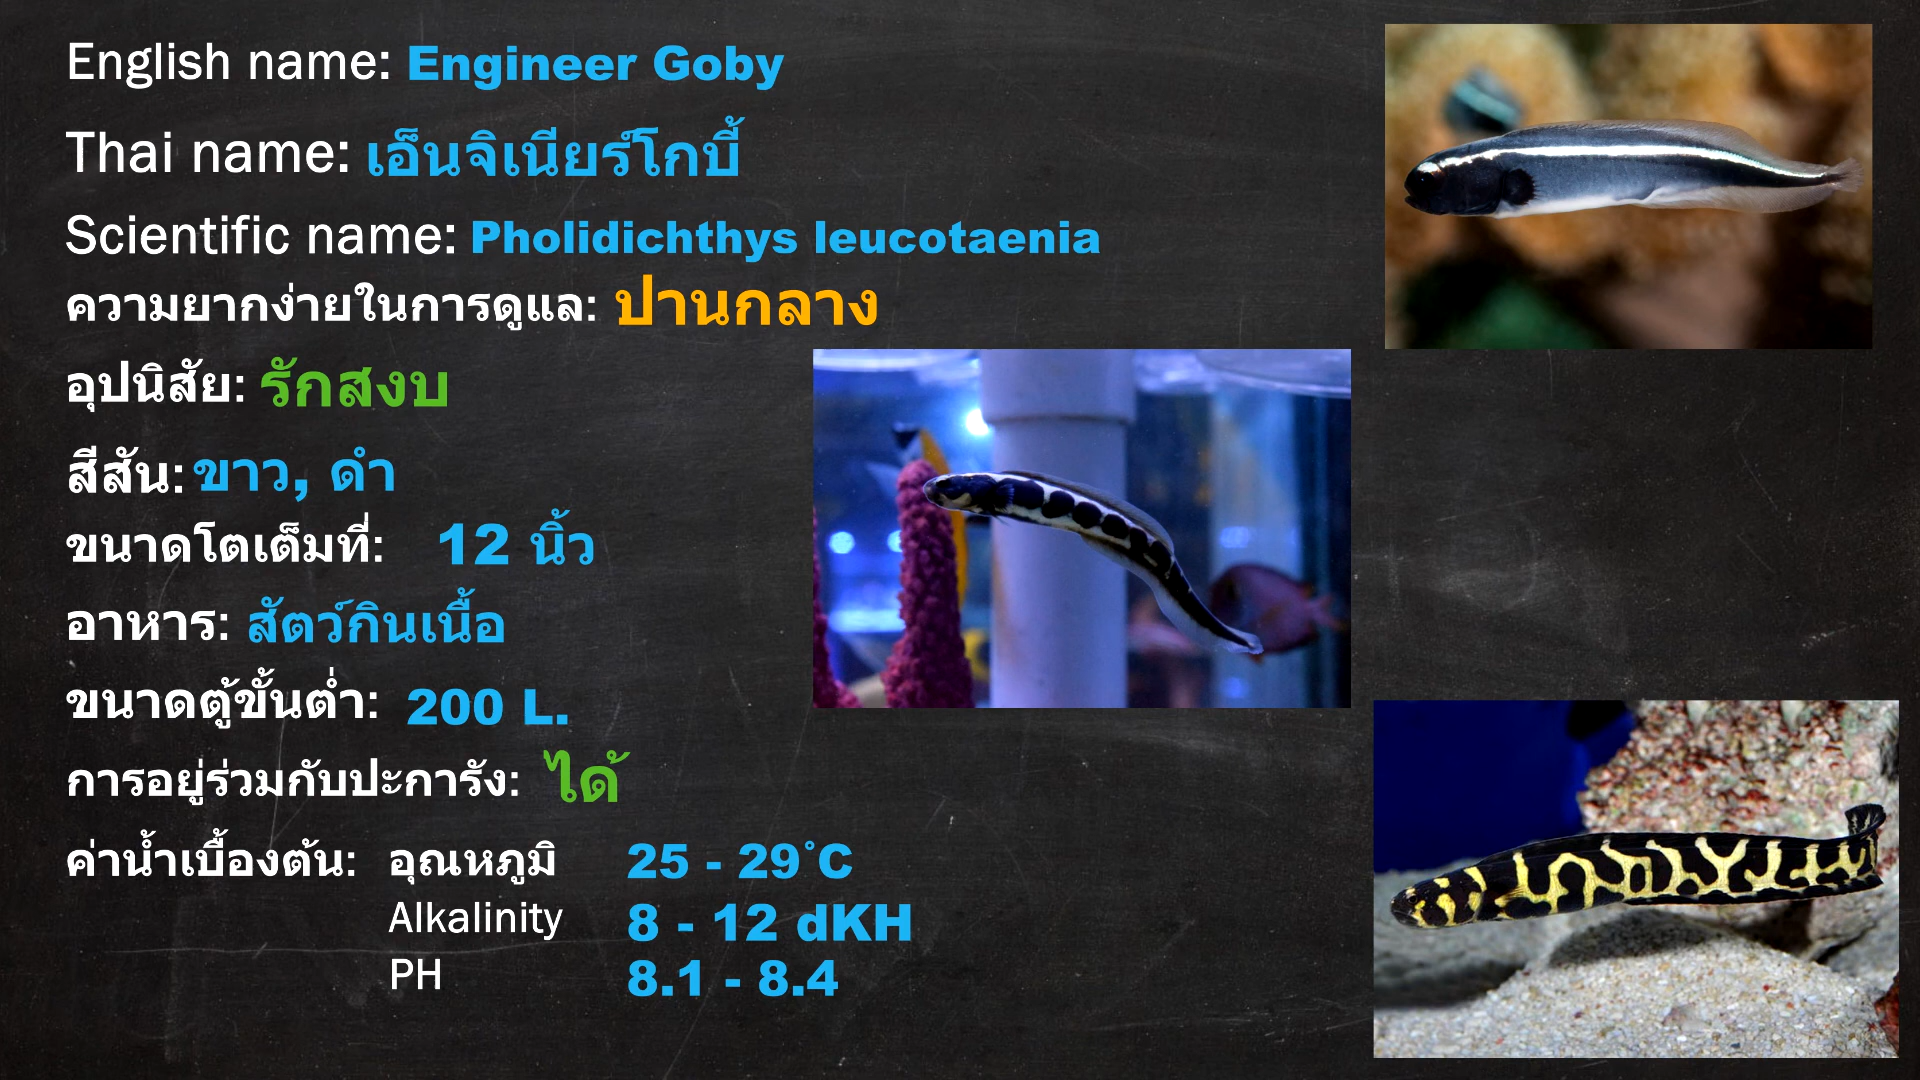 English name: Engineer Goby
Thai name: เอ็นจิเนียร์โกบี้
Scientific name: Pholidichthys leucotaenia
ความยากง่ายในการดูแล: ปานกลาง
อุปนิสัย: รักสงบ
สีสัน: ขาว, ดำ
ขนาดโตเต็มที่: 12 นิ้ว
อาหาร: สัตว์กินเนื้อ
ขนาดตู้ขั้นต่ำ: 200 L.
การอยู่ร่วมกับปะการัง: ได้
ค่าน้ำเบื้องต้น: อุณหภูมิ 25 - 29°C
Alkalinity 8 - 12 dKH
PH 8.1 - 8.4